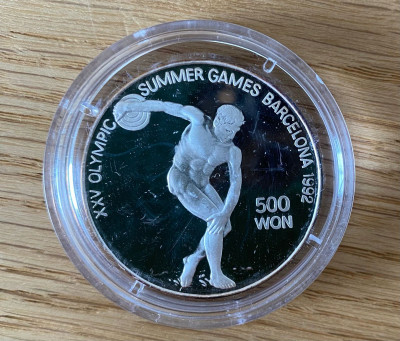 XXV OLYMPIC SUMMER GAMES BARCELONA 1992
500
WON